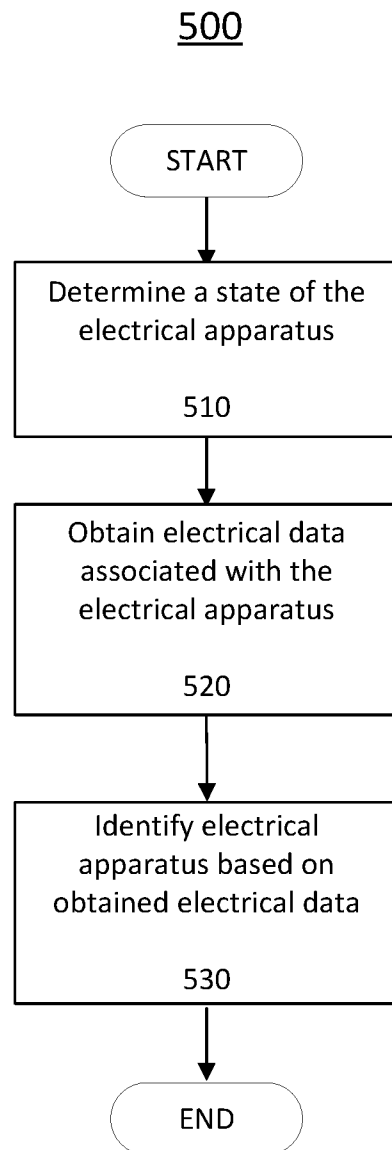 500
START
Determine a state of the
electrical apparatus
510
Obtain electrical data
associated with the
electrical apparatus
520
Identify electrical
apparatus based on
obtained electrical data
530
END